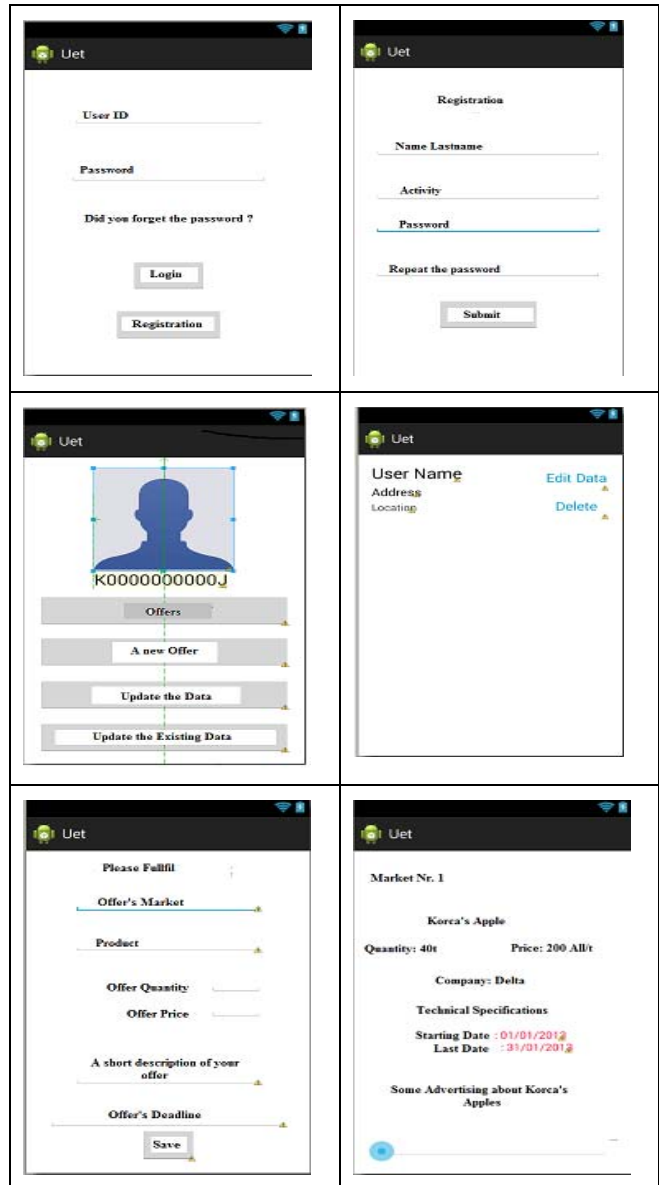 Uet
User ID
Password
Did you forget the password ?
Login
Registration
Uet
Registration
Name Lastname
Activity
Password
Repeat the password
Submit
Uet
K0000000000J
Offers
A new Offer
Update the Data
Update the Existing Data
Uet
User Name
Edit Data
Address
Delete
Location
Uet
Please Fullfil
Offer's Market
Product
Offer Quantity
Offer Price
A short description of your
offer
Offer's Deadline
Save
Uet
Market Nr. 1
Korca's Apple
Quantity: 40t
Price: 200 All/t
Company: Delta
Technical Specifications
Starting Date : 01/01/2013
Last Date : 31/01/2013
Some Advertising about Korca's
Apples